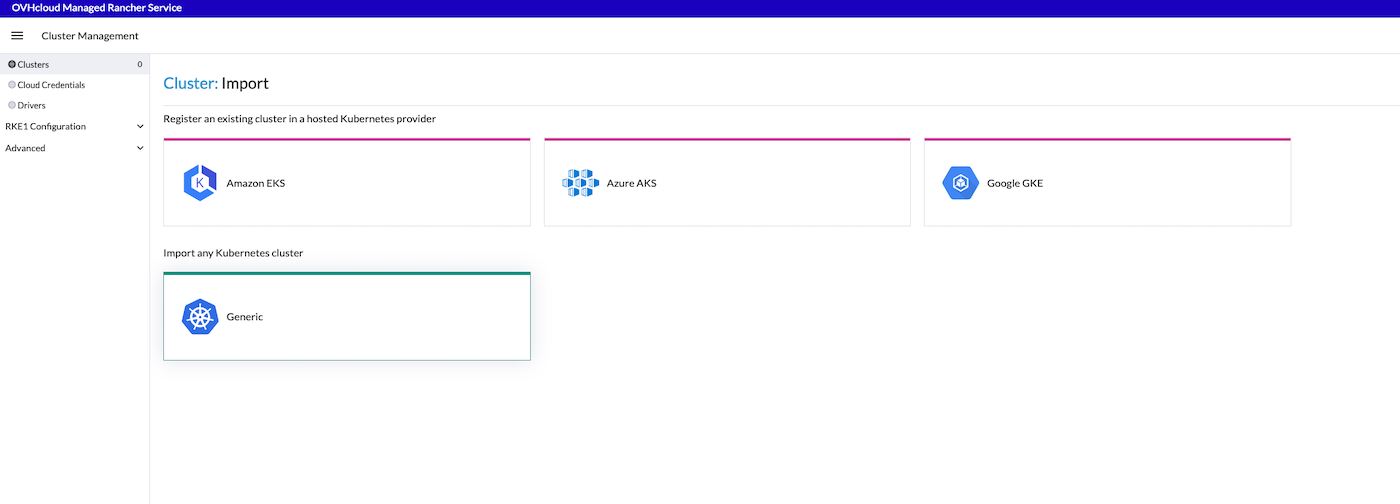 OVHcloud Managed Rancher Service
Cluster Management
Clusters 0
Cloud Credentials
Drivers
RKE1 Configuration
Advanced
Cluster: Import
Register an existing cluster in a hosted Kubernetes provider
K Amazon EKS
Azure AKS
Google GKE
Import any Kubernetes cluster
Generic